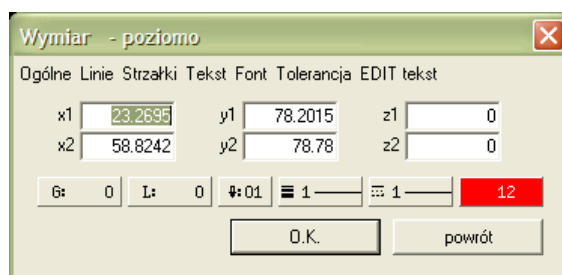 Wymiar - poziomo
Ogólne Linie Strzałki Tekst Font Tolerancja EDIT tekst
x1 23.2695 y1 78.2015 z1 0
x2 58.8242 y2 78.78 z2 0
G: 0 L: 0 :01 1 1 12
O.K. powrót